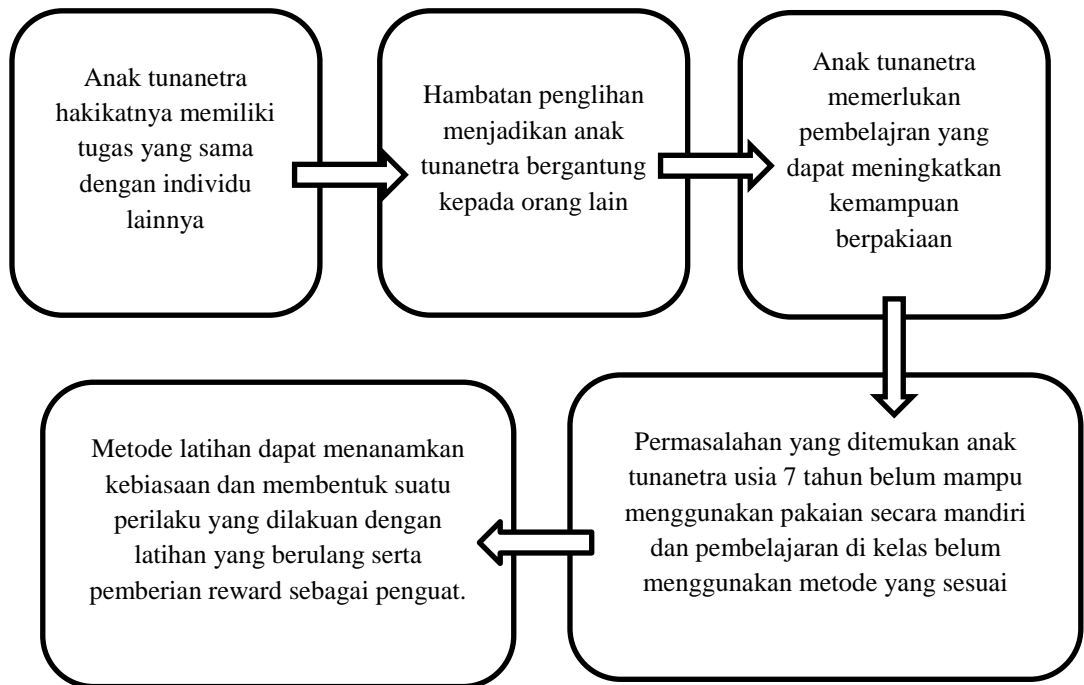 Anak tunanetra
hakikatnya memiliki
tugas yang sama
dengan individu
lainnya
Hambatan penglihan
menjadikan anak
tunanetra bergantung
kepada orang lain
Anak tunanetra
memerlukan
pembelajran yang
dapat meningkatkan
kemampuan
berpakiaan
Permasalahan yang ditemukan anak
tunanetra usia 7 tahun belum mampu
menggunakan pakaian secara mandiri
dan pembelajaran di kelas belum
menggunakan metode yang sesuai
Metode latihan dapat menanamkan
kebiasaan dan membentuk suatu
perilaku yang dilakuan dengan
latihan yang berulang serta
pemberian reward sebagai penguat.